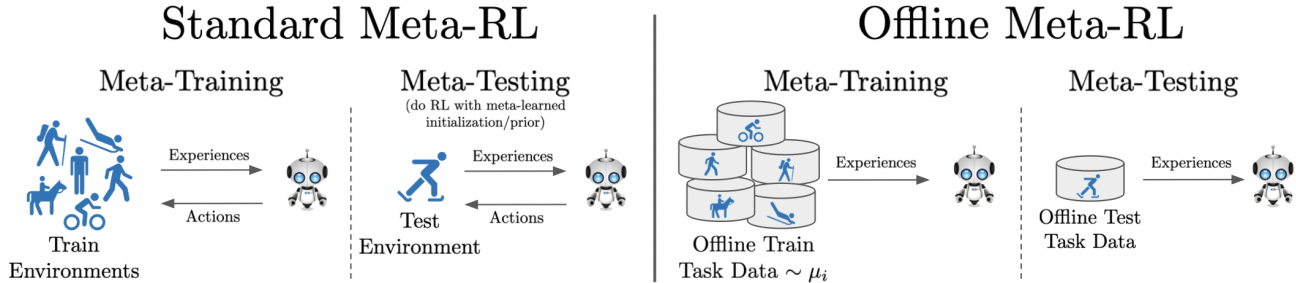 Standard Meta-RL
Meta-Training
Experiences
Actions
Train
Environments
Meta-Testing
(do RL with meta-learned
initialization/prior)
Experiences
Actions
Test
Environment
Offline Meta-RL
Meta-Training
Experiences
Offline Train
Task Data ∼ μᵢ
Meta-Testing
Experiences
Offline Test
Task Data